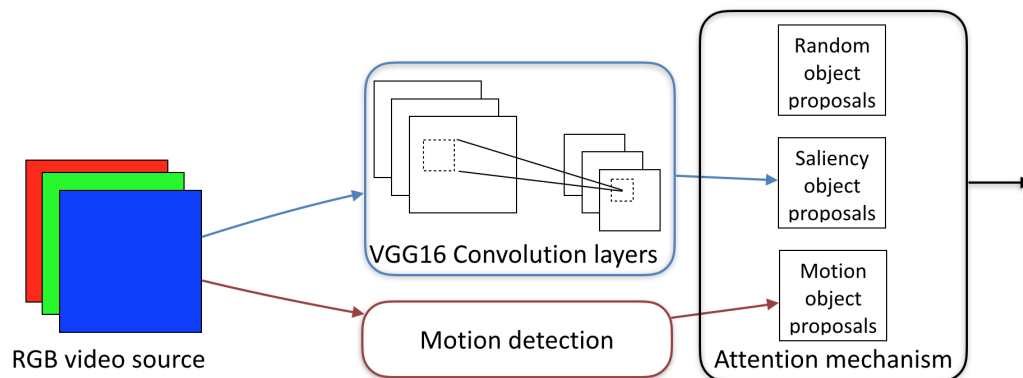 RGB video source
VGG16 Convolution layers
Motion detection
Random
object
proposals
Saliency
object
proposals
Motion
object
proposals
Attention mechanism